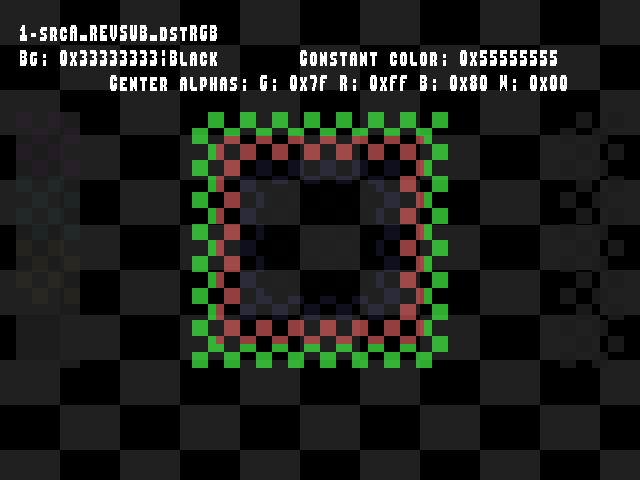 1-srcA_REVSUB_dstRGB
Bg: 0x33333333¦Black Constant color: 0x55555555
Center alphas: G: 0x7f R: 0xff B: 0x80 W: 0x00